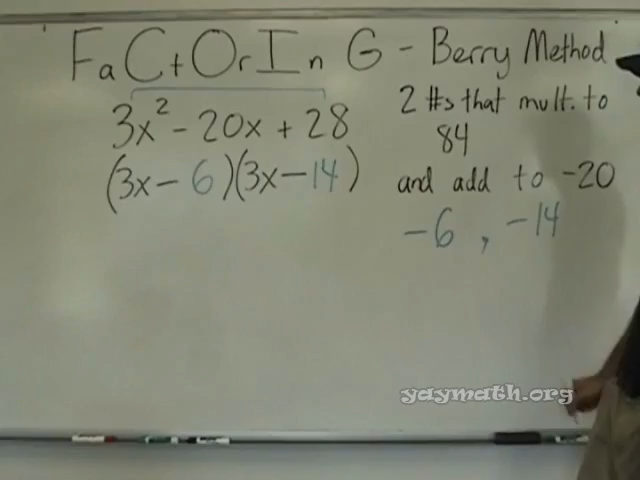 FaCtOrInG - Berry Method
3x² - 20x + 28
(3x - 6)(3x - 14)
2 #s that mult. to
84
and add to -20
-6, -14
yaymath.org